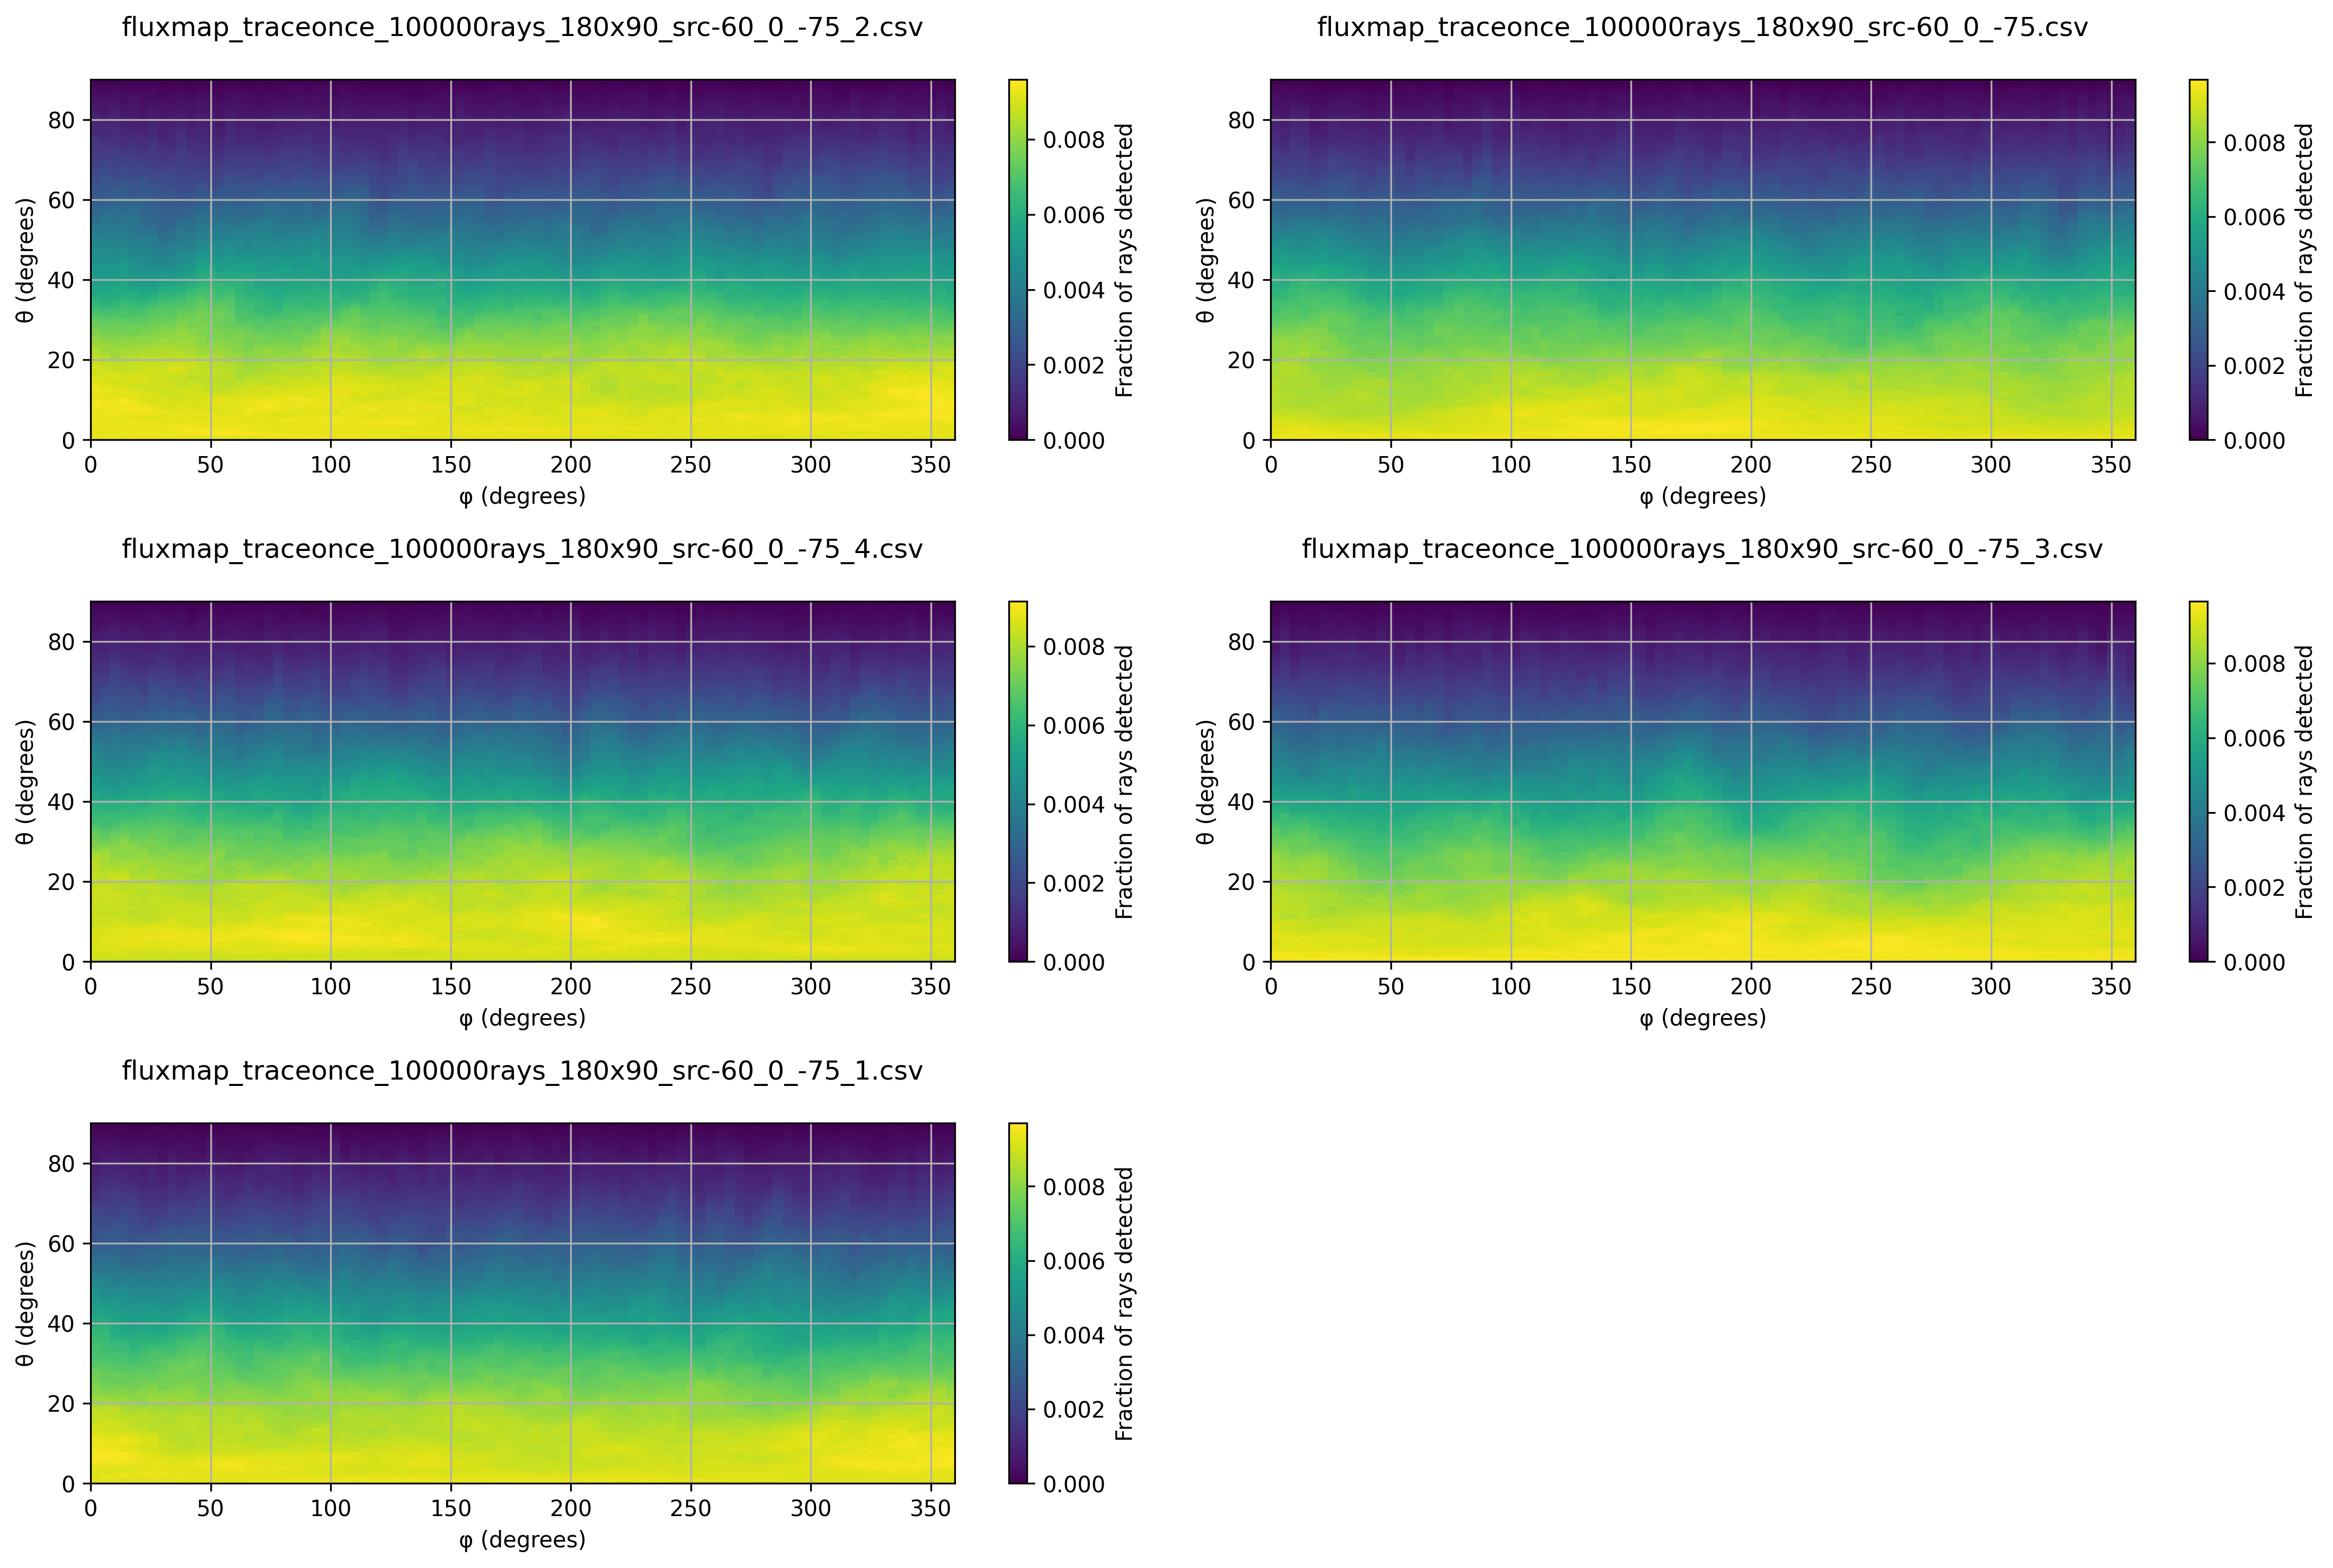 fluxmap_traceonce_100000rays_180x90_src-60_0_-75_2.csv
80
60
40
20
0
θ (degrees)
0 50 100 150 200 250 300 350
φ (degrees)
0.008
0.006
0.004
0.002
0.000
Fraction of rays detected
fluxmap_traceonce_100000rays_180x90_src-60_0_-75.csv
80
60
40
20
0
θ (degrees)
0 50 100 150 200 250 300 350
φ (degrees)
0.008
0.006
0.004
0.002
0.000
Fraction of rays detected
fluxmap_traceonce_100000rays_180x90_src-60_0_-75_4.csv
80
60
40
20
0
θ (degrees)
0 50 100 150 200 250 300 350
φ (degrees)
0.008
0.006
0.004
0.002
0.000
Fraction of rays detected
fluxmap_traceonce_100000rays_180x90_src-60_0_-75_3.csv
80
60
40
20
0
θ (degrees)
0 50 100 150 200 250 300 350
φ (degrees)
0.008
0.006
0.004
0.002
0.000
Fraction of rays detected
fluxmap_traceonce_100000rays_180x90_src-60_0_-75_1.csv
80
60
40
20
0
θ (degrees)
0 50 100 150 200 250 300 350
φ (degrees)
0.008
0.006
0.004
0.002
0.000
Fraction of rays detected